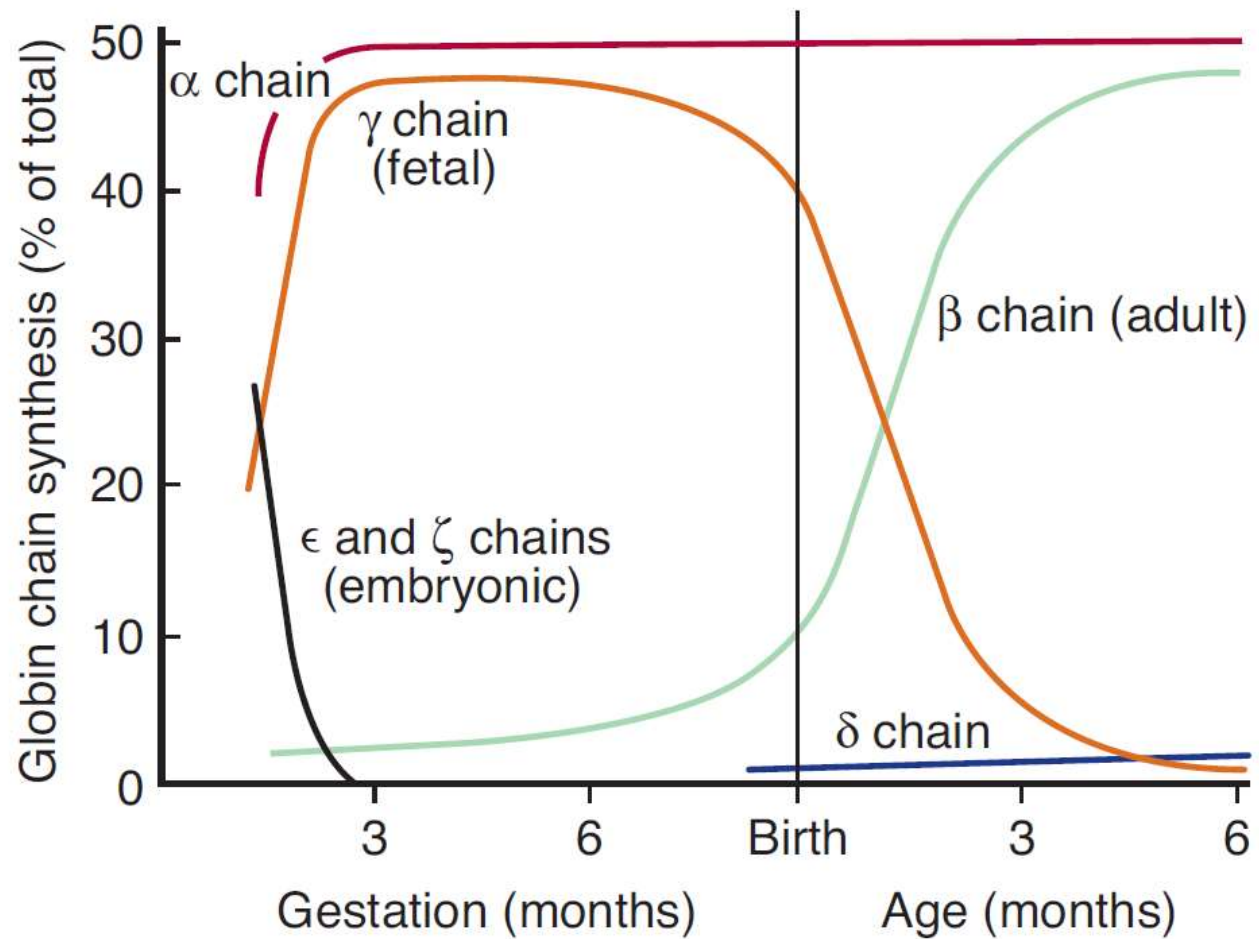 Globin chain synthesis (% of total)
50
40
30
20
10
0
α chain
γ chain
(fetal)
β chain (adult)
ϵ and ζ chains
(embryonic)
δ chain
3
6
Birth
3
6
Gestation (months)
Age (months)